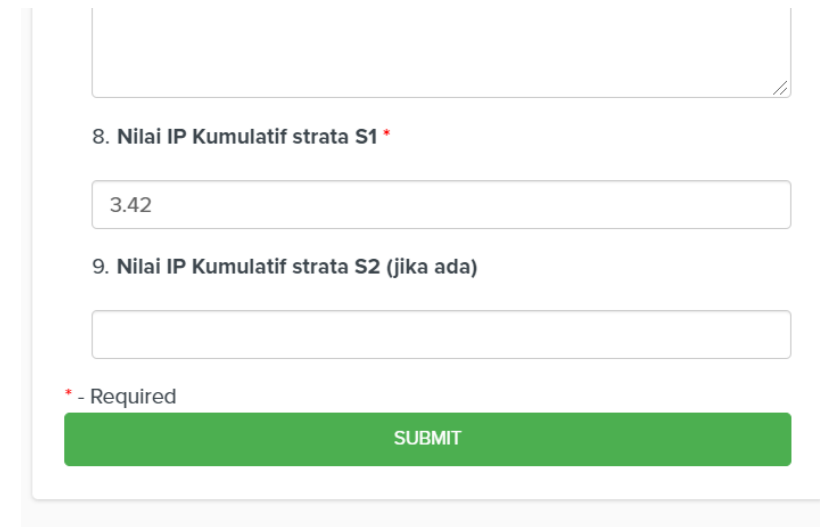 8. Nilai IP Kumulatif strata S1 *
3.42
9. Nilai IP Kumulatif strata S2 (jika ada)
* - Required
SUBMIT